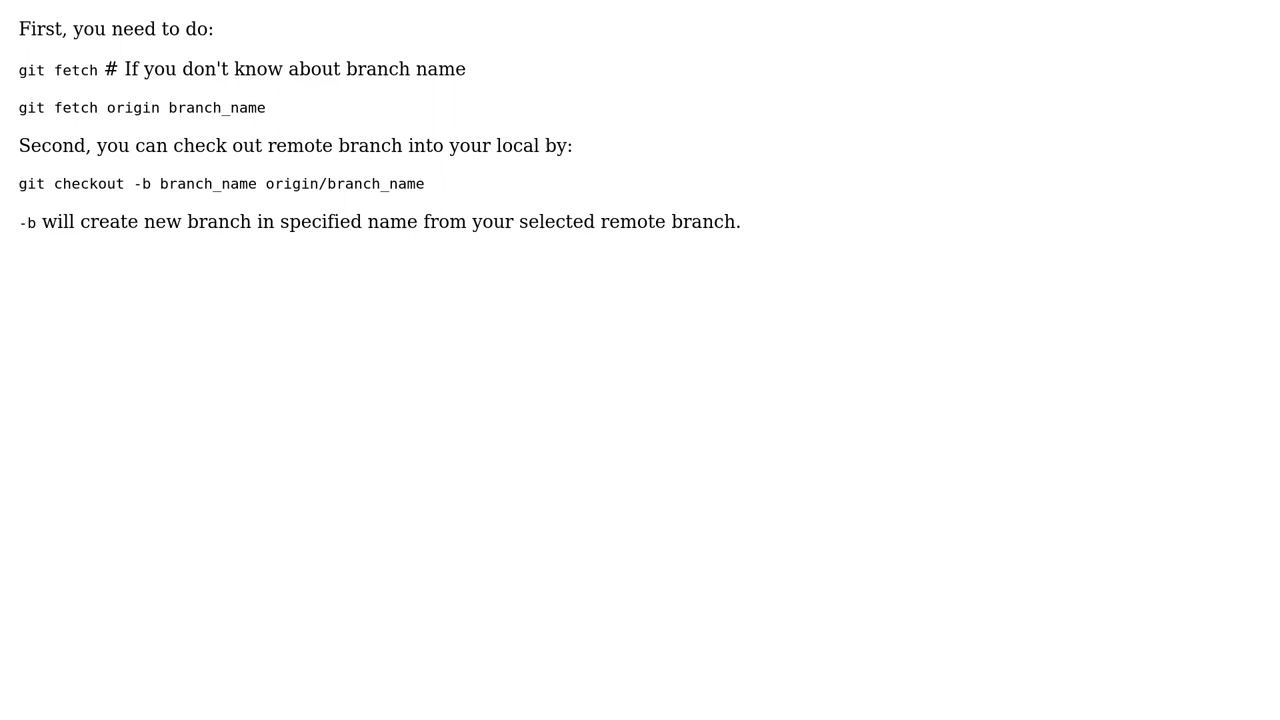 First, you need to do:
git fetch # If you don't know about branch name
git fetch origin branch_name
Second, you can check out remote branch into your local by:
git checkout -b branch_name origin/branch_name
-b will create new branch in specified name from your selected remote branch.